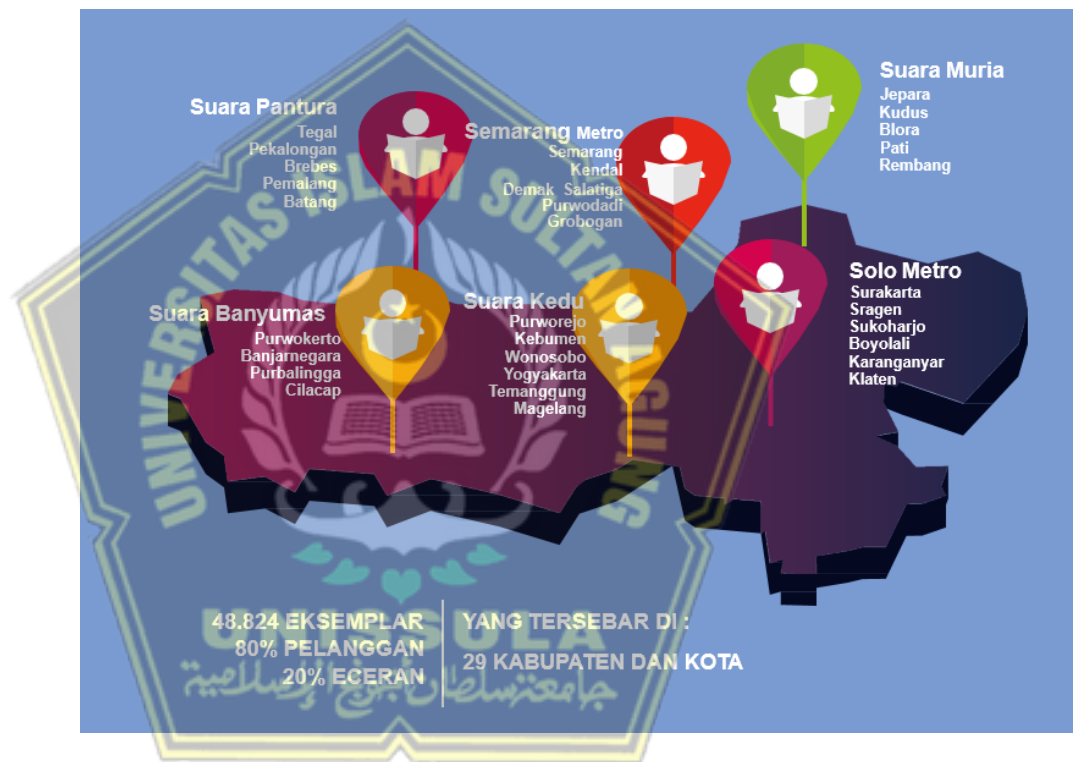 Suara Pantura
Tegal
Pekalongan
Brebes
Pemalang
Batang
Semarang Metro
Semarang
Kendal
Demak Salatiga
Purwodadi
Grobogan
Suara Muria
Jepara
Kudus
Blora
Pati
Rembang
Suara Banyumas
Purwokerto
Banjarnegara
Purbalingga
Cilacap
Suara Kedu
Purworejo
Kebumen
Wonosobo
Yogyakarta
Temanggung
Magelang
Solo Metro
Surakarta
Sragen
Sukoharjo
Boyolali
Karanganyar
Klaten
48.824 EKSEMPLAR
80% PELANGGAN
20% ECERAN
YANG TERSEBAR DI :
29 KABUPATEN DAN KOTA
UNIVERSITAS ISLAM SULTAN AGUNG
UNISSULA
جامعة سلطان أجونج الإسلامية